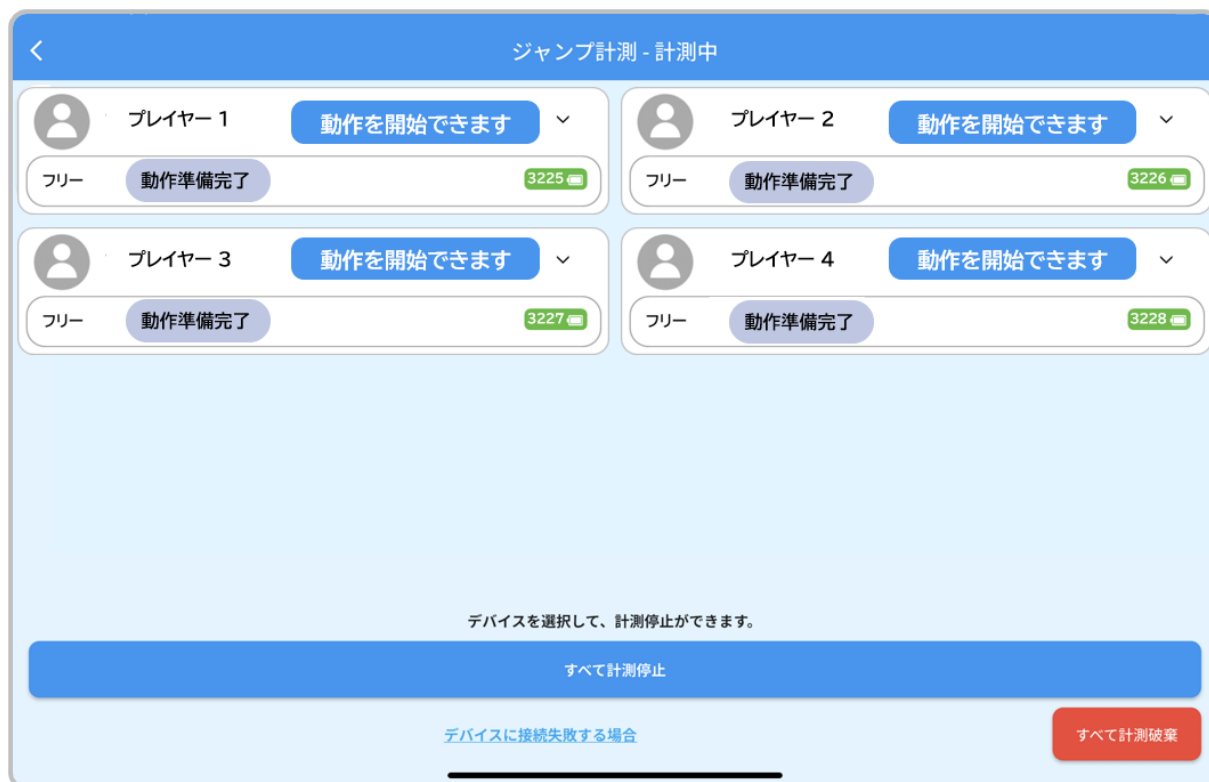 ジャンプ計測 - 計測中
プレイヤー 1 動作を開始できます
フリー 動作準備完了 3225
プレイヤー 2 動作を開始できます
フリー 動作準備完了 3226
プレイヤー 3 動作を開始できます
フリー 動作準備完了 3227
プレイヤー 4 動作を開始できます
フリー 動作準備完了 3228
デバイスを選択して、計測停止ができます。
すべて計測停止
デバイスに接続失敗する場合
すべて計測破棄